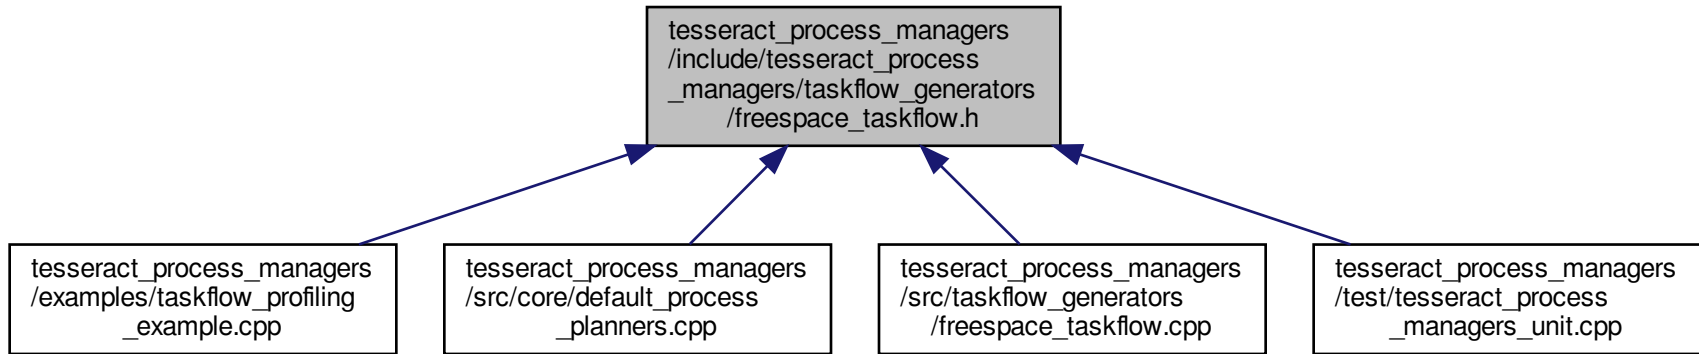 tesseract_process_managers
/include/tesseract_process
_managers/taskflow_generators
/freespace_taskflow.h
tesseract_process_managers
/examples/taskflow_profiling
_example.cpp
tesseract_process_managers
/src/core/default_process
_planners.cpp
tesseract_process_managers
/src/taskflow_generators
/freespace_taskflow.cpp
tesseract_process_managers
/test/tesseract_process
_managers_unit.cpp